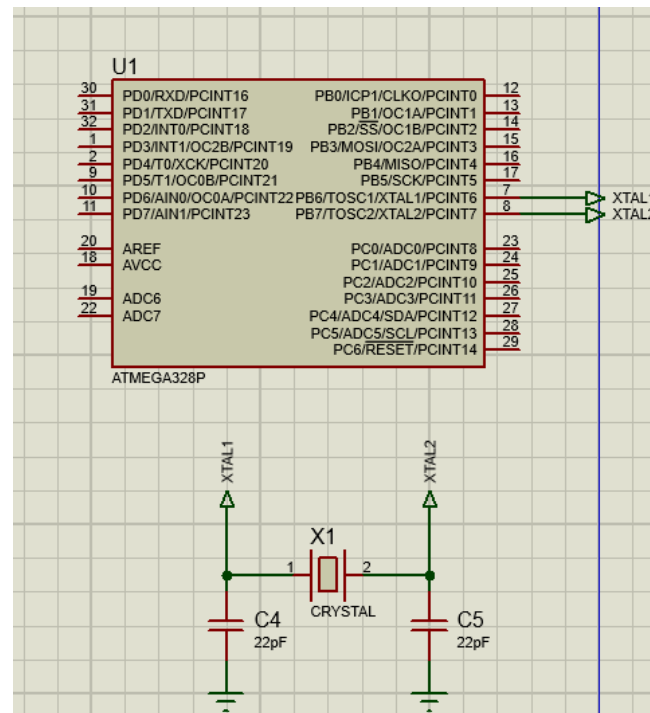 U1
30 PD0/RXD/PCINT16 PB0/ICP1/CLKO/PCINT0 12
31 PD1/TXD/PCINT17 PB1/OC1A/PCINT1 13
32 PD2/INT0/PCINT18 PB2/SS/OC1B/PCINT2 14
1 PD3/INT1/OC2B/PCINT19 PB3/MOSI/OC2A/PCINT3 15
2 PD4/T0/XCK/PCINT20 PB4/MISO/PCINT4 16
9 PD5/T1/OC0B/PCINT21 PB5/SCK/PCINT5 17
10 PD6/AIN0/OC0A/PCINT22 PB6/TOSC1/XTAL1/PCINT6 7 XTAL1
11 PD7/AIN1/PCINT23 PB7/TOSC2/XTAL2/PCINT7 8 XTAL2
20 AREF PC0/ADC0/PCINT8 23
18 AVCC PC1/ADC1/PCINT9 24
PC2/ADC2/PCINT10 25
19 ADC6 PC3/ADC3/PCINT11 26
22 ADC7 PC4/ADC4/SDA/PCINT12 27
PC5/ADC5/SCL/PCINT13 28
PC6/RESET/PCINT14 29
ATMEGA328P
XTAL1 XTAL2
X1
1 2
CRYSTAL
C4 C5
22pF 22pF